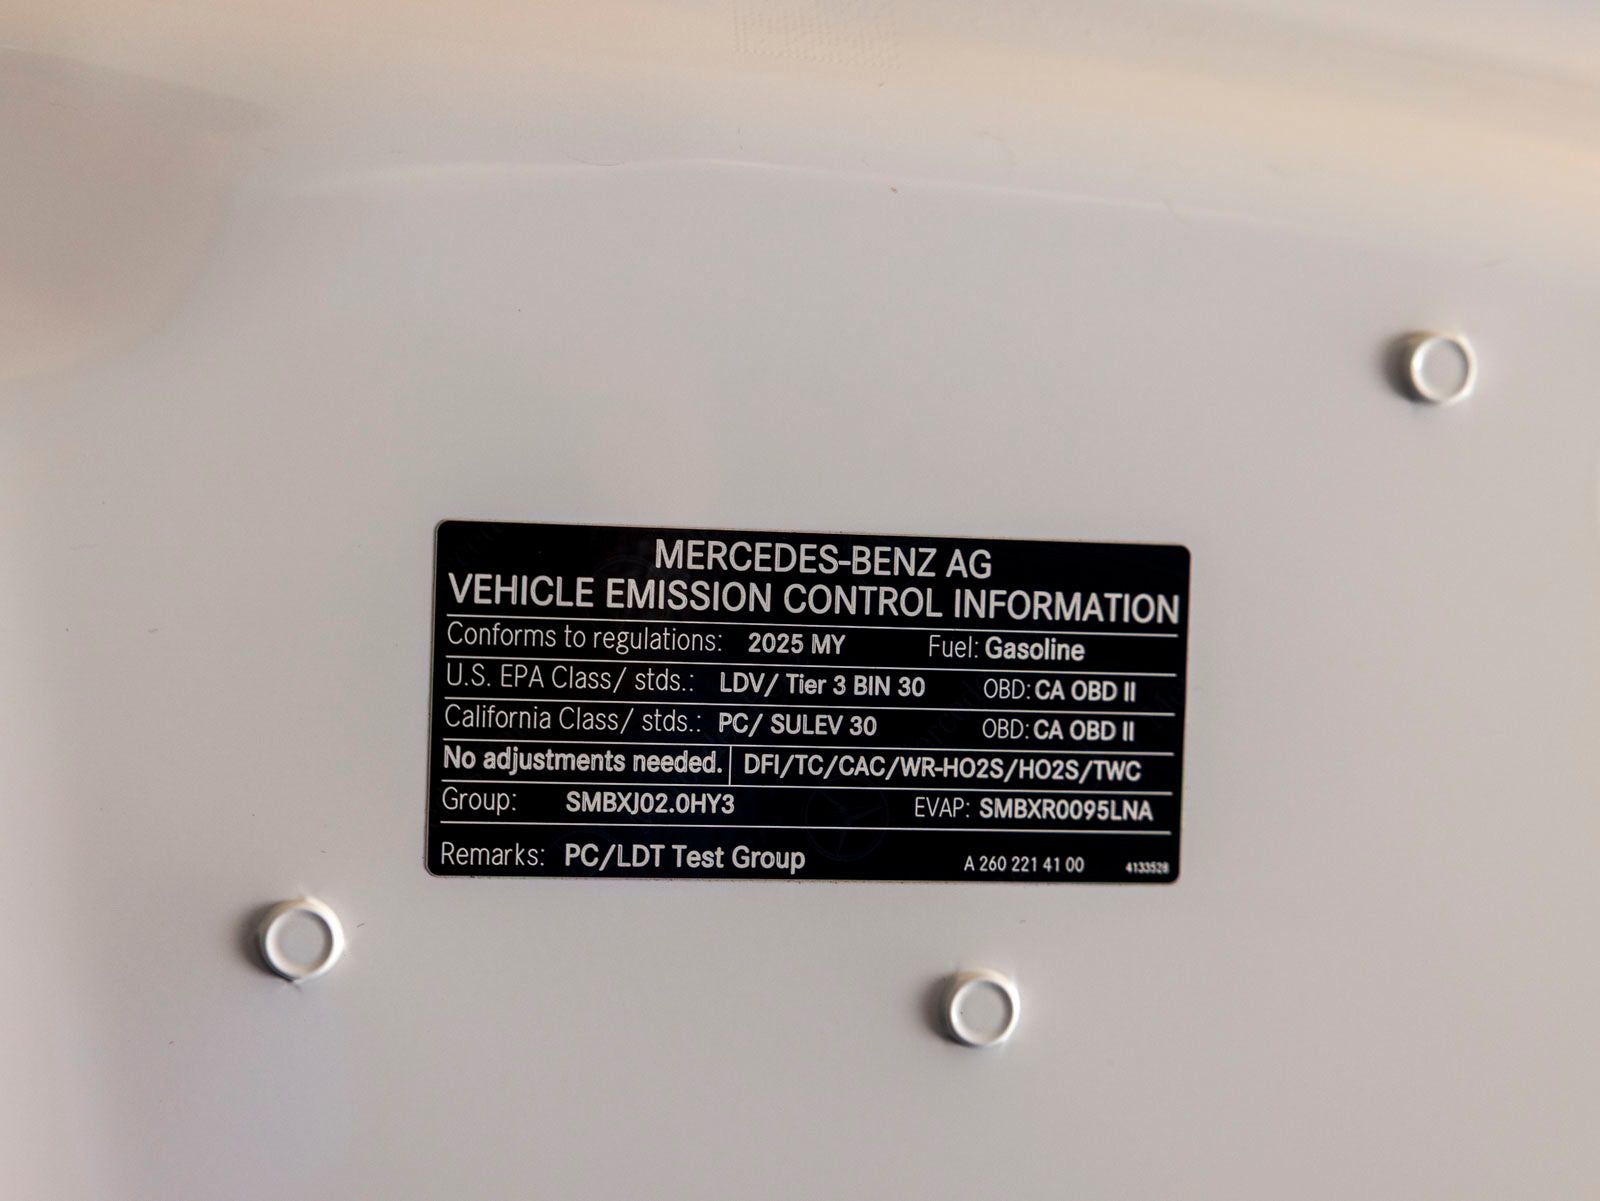 MERCEDES-BENZ AG
VEHICLE EMISSION CONTROL INFORMATION
Conforms to regulations: 2025 MY Fuel: Gasoline
U.S. EPA Class/ stds.: LDV/ Tier 3 BIN 30 OBD: CA OBD II
California Class/ stds.: PC/ SULEV 30 OBD: CA OBD II
No adjustments needed. DFI/TC/CAC/WR-HO2S/HO2S/TWC
Group: SMBXJ02.0HY3 EVAP: SMBXR0095LNA
Remarks: PC/LDT Test Group A 260 221 41 00 4133528